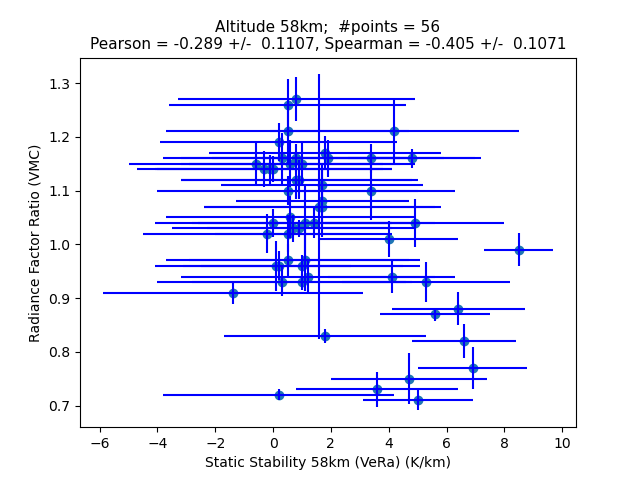 Altitude 58km;  #points = 56
Pearson = -0.289 +/-  0.1107, Spearman = -0.405 +/-  0.1071
Radiance Factor Ratio (VMC)
1.3
1.2
1.1
1.0
0.9
0.8
0.7
−6 −4 −2 0 2 4 6 8 10
Static Stability 58km (VeRa) (K/km)